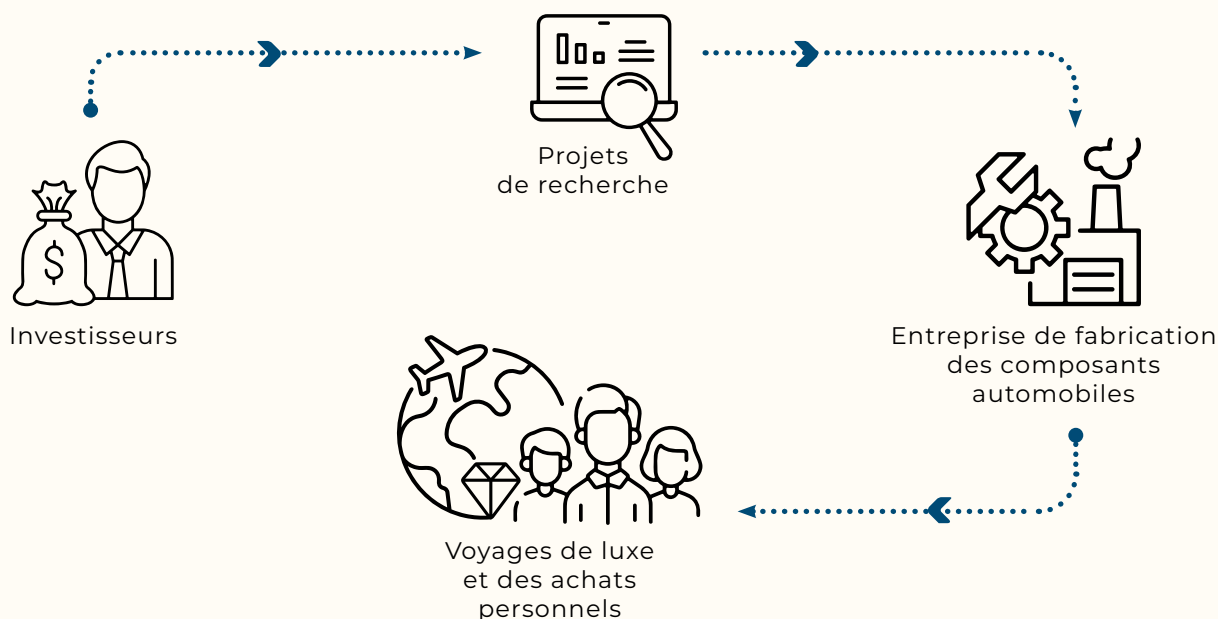 Projets
de recherche
$
Investisseurs
Entreprise de fabrication
des composants
automobiles
Voyages de luxe
et des achats
personnels